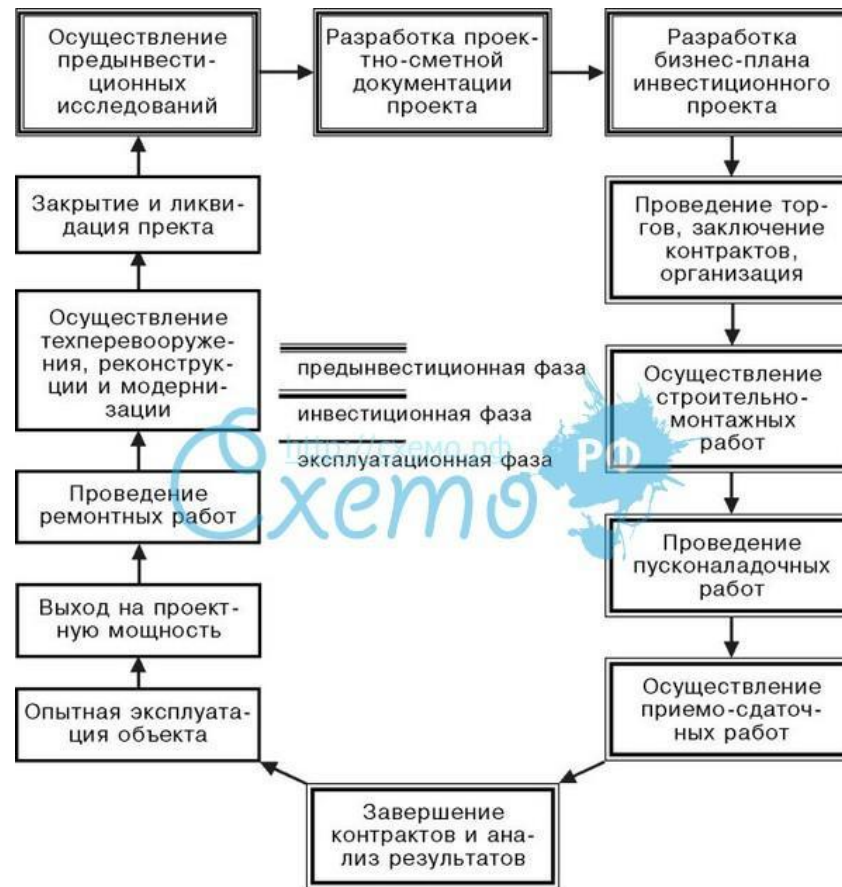 Осуществление
предынвести-
ционных
исследований
Разработка проек-
тно-сметной
документации
проекта
Разработка
бизнес-плана
инвестиционного
проекта
Проведение тор-
гов, заключение
контрактов,
организация
Осуществление
строительно-
монтажных
работ
Проведение
пусконаладочных
работ
Осуществление
приемо-сдаточ-
ных работ
Завершение
контрактов и ана-
лиз результатов
Опытная эксплуата-
ция объекта
Выход на проект-
ную мощность
Проведение
ремонтных работ
Осуществление
техперевооруже-
ния, реконструк-
ции и модерни-
зации
Закрытие и ликви-
дация пректа
предынвестиционная фаза
инвестиционная фаза
эксплуатационная фаза
http://схемо.рф
Схемо
РФ